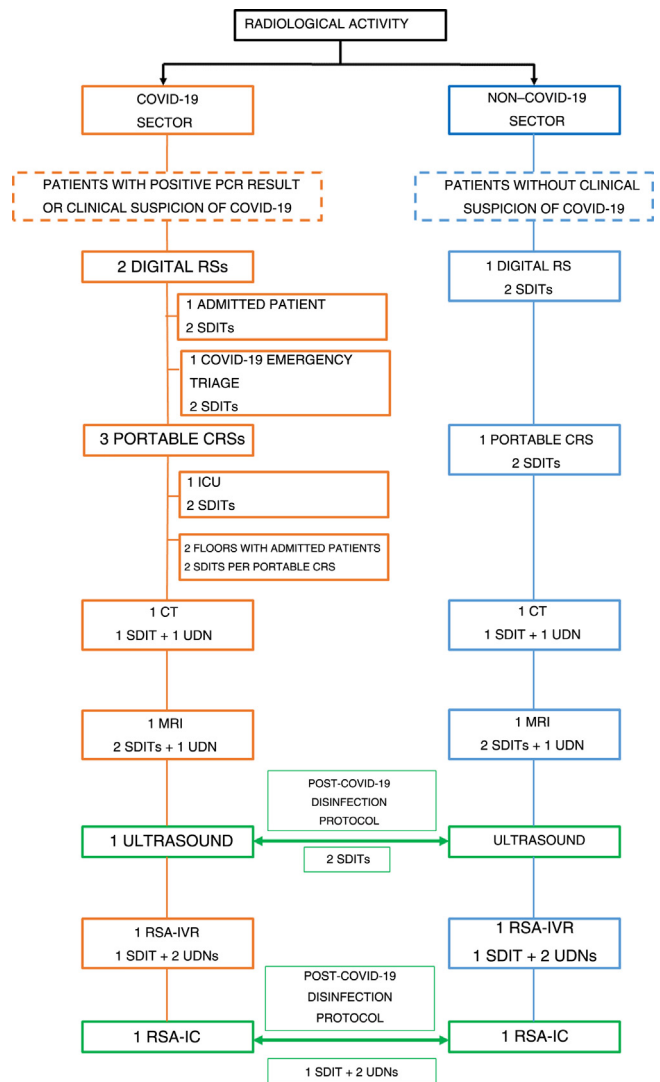 RADIOLOGICAL ACTIVITY
COVID-19
SECTOR
NON–COVID-19
SECTOR
PATIENTS WITH POSITIVE PCR RESULT
OR CLINICAL SUSPICION OF COVID-19
PATIENTS WITHOUT CLINICAL
SUSPICION OF COVID-19
2 DIGITAL RSs
1 DIGITAL RS
2 SDITs
1 ADMITTED PATIENT
2 SDITs
1 COVID-19 EMERGENCY
TRIAGE
2 SDITs
3 PORTABLE CRSs
1 PORTABLE CRS
2 SDITs
1 ICU
2 SDITs
2 FLOORS WITH ADMITTED PATIENTS
2 SDITS PER PORTABLE CRS
1 CT
1 SDIT + 1 UDN
1 CT
1 SDIT + 1 UDN
1 MRI
2 SDITs + 1 UDN
1 MRI
2 SDITs + 1 UDN
POST-COVID-19
DISINFECTION
PROTOCOL
1 ULTRASOUND
ULTRASOUND
2 SDITs
1 RSA-IVR
1 SDIT + 2 UDNs
1 RSA-IVR
1 SDIT + 2 UDNs
POST-COVID-19
DISINFECTION
PROTOCOL
1 RSA-IC
1 RSA-IC
1 SDIT + 2 UDNs